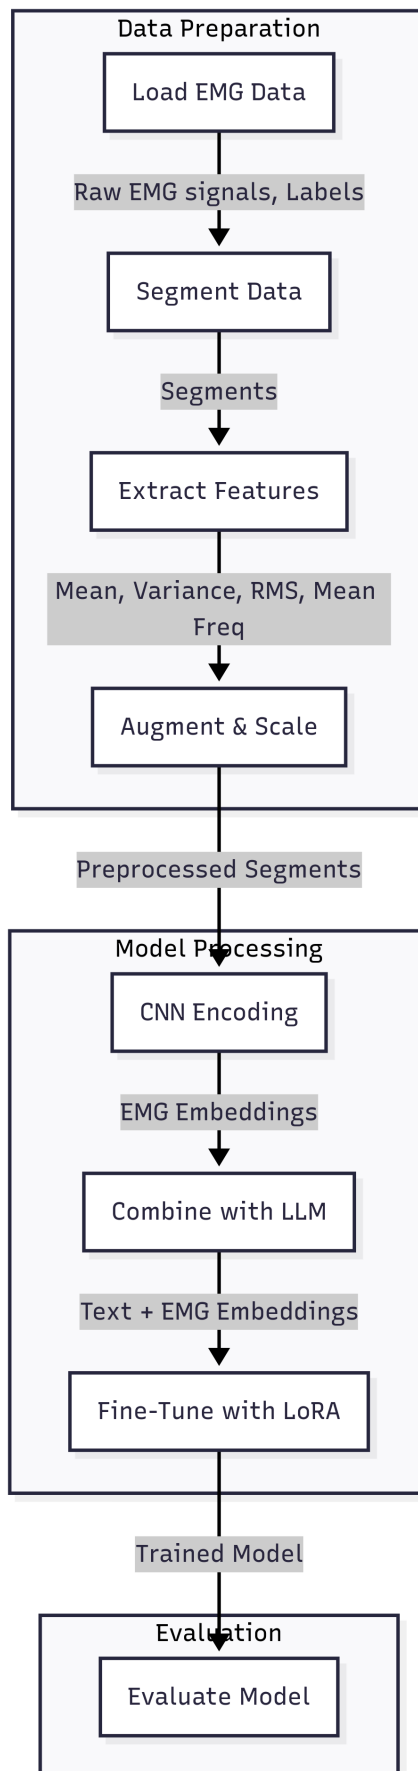 Data Preparation
Load EMG Data
Raw EMG signals, Labels
Segment Data
Segments
Extract Features
Mean, Variance, RMS, Mean
Freq
Augment & Scale
Preprocessed Segments
Model Processing
CNN Encoding
EMG Embeddings
Combine with LLM
Text + EMG Embeddings
Fine-Tune with LoRA
Trained Model
Evaluation
Evaluate Model